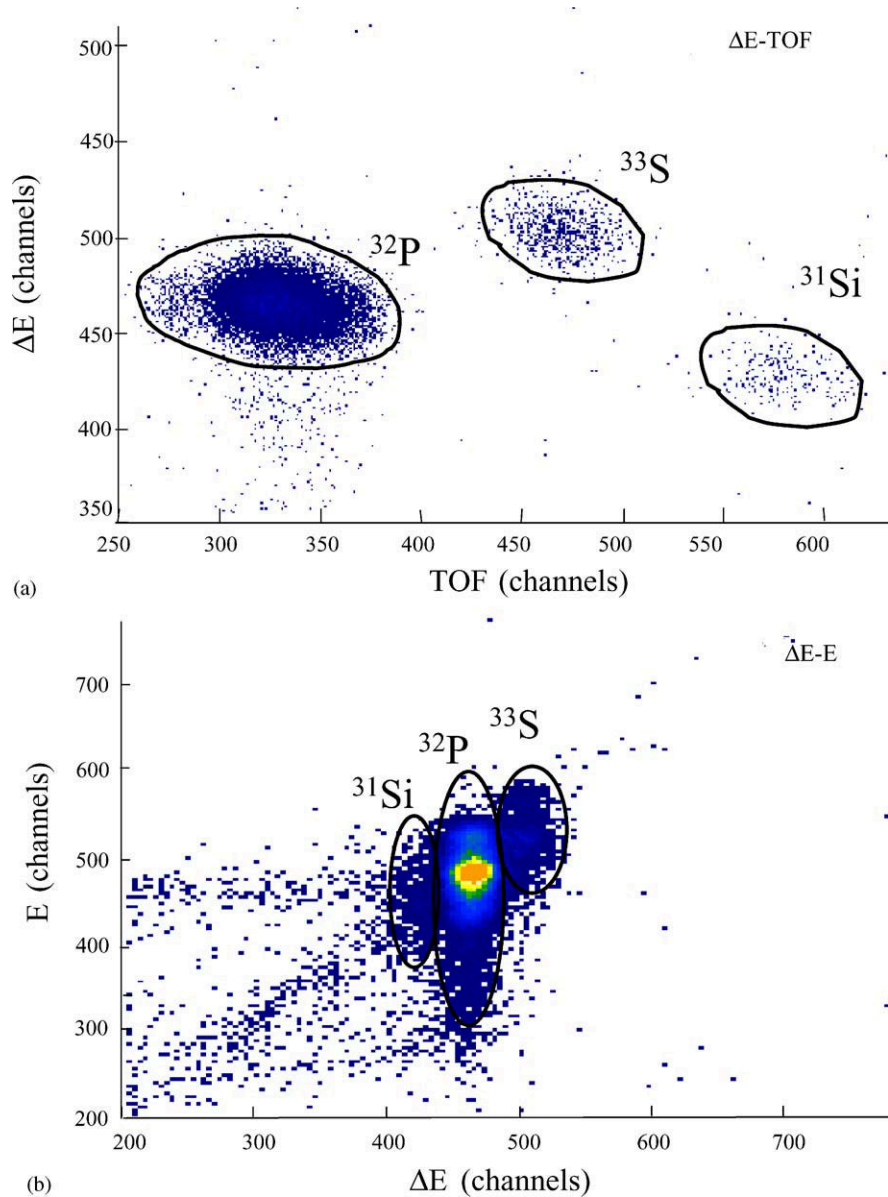 ΔE-TOF
500
450
500
450
400
350
³³S
³²P
³¹Si
250 300 350 400 450 500 550 600
ΔE (channels)
TOF (channels)
(a)
ΔE-E
700
600
500
400
300
200
³³S
³²P
³¹Si
200 300 400 500 600 700
E (channels)
ΔE (channels)
(b)